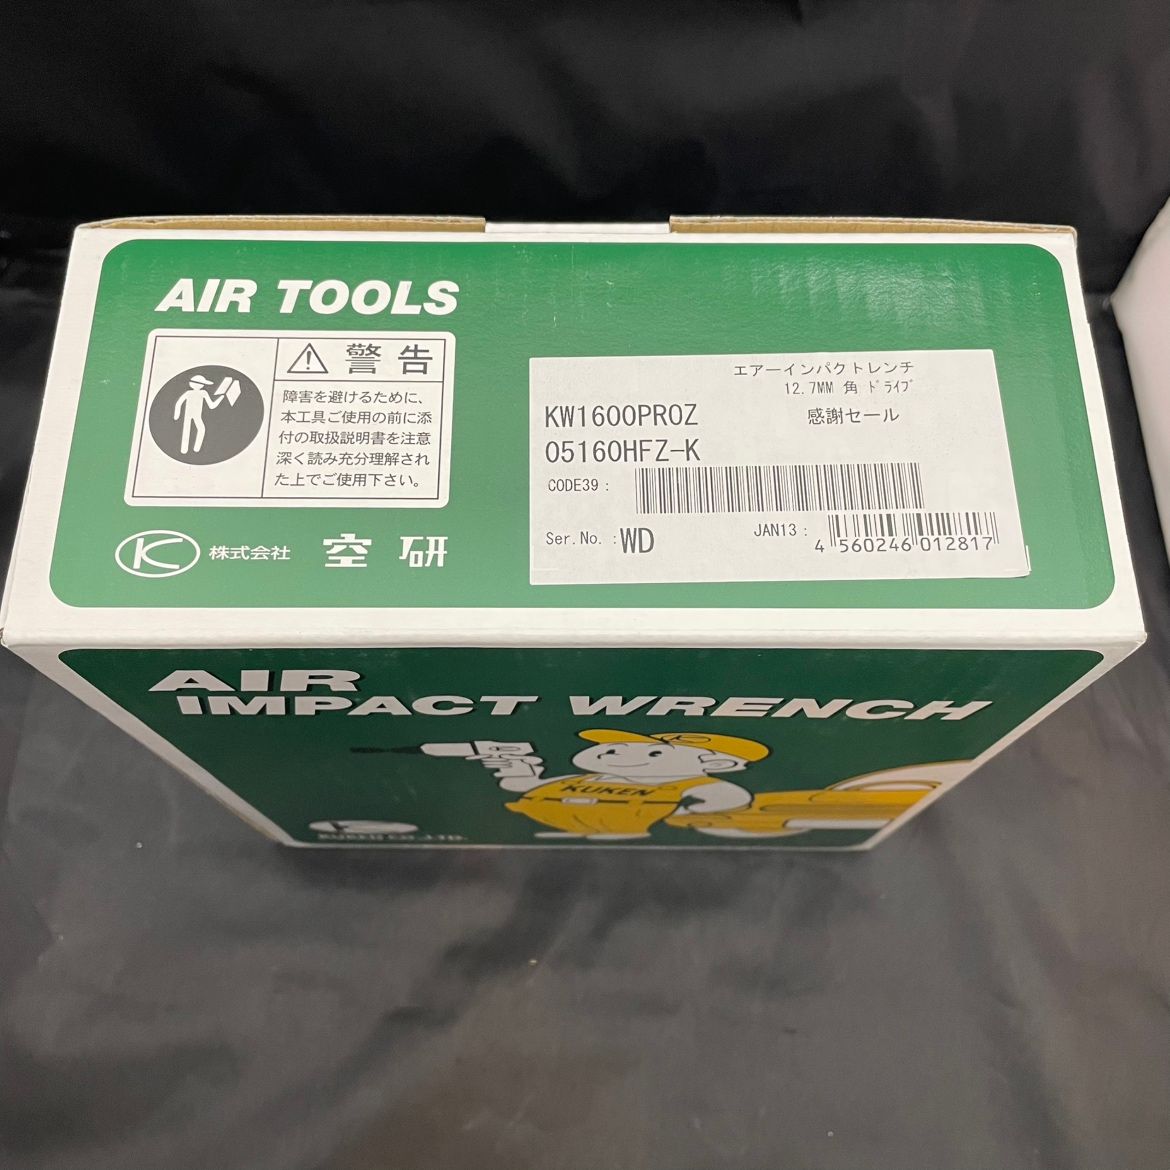 AIR TOOLS
警告
障害を避けるために、
本工具ご使用の前に添
付の取扱説明書を注意
深く読み充分理解され
た上でご使用下さい。
K 株式会社 空研
エアーインパクトレンチ
12.7MM 角 ﾄﾞﾗｲﾌﾞ
KW1600PROZ 感謝セール
05160HFZ-K
CODE39 :
Ser.No. : WD JAN13 :
4 560246 012817
AIR
IMPACT WRENCH
KUKEN
KUKEN CO.,LTD.